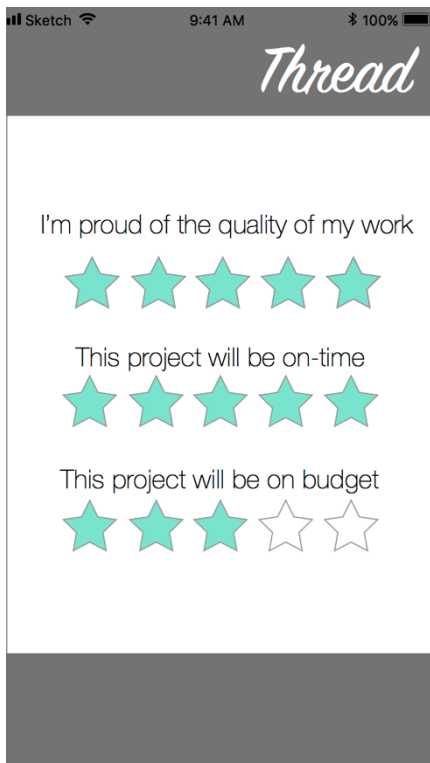 Sketch 9:41 AM 100%
Thread
I'm proud of the quality of my work
This project will be on-time
This project will be on budget